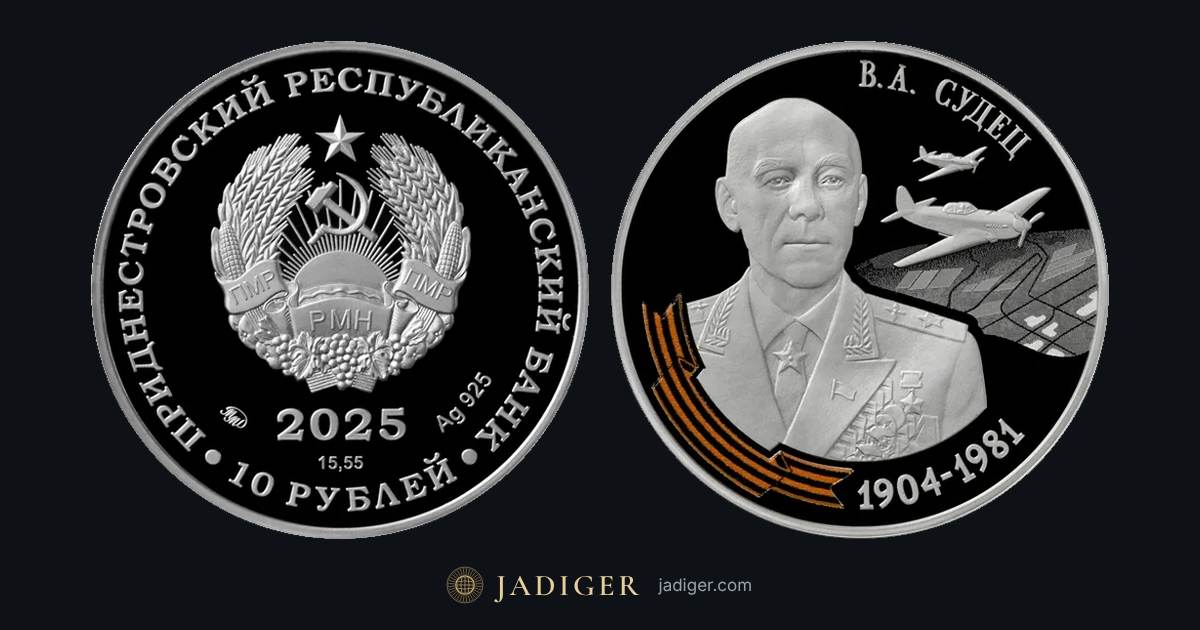 ПРИДНЕСТРОВСКИЙ РЕСПУБЛИКАНСКИЙ БАНК
ПМР
ПМР
РМН
2025
Ag 925
15,55
10 РУБЛЕЙ
В.А. СУДЕЦ
1904-1981
JADIGER
jadiger.com